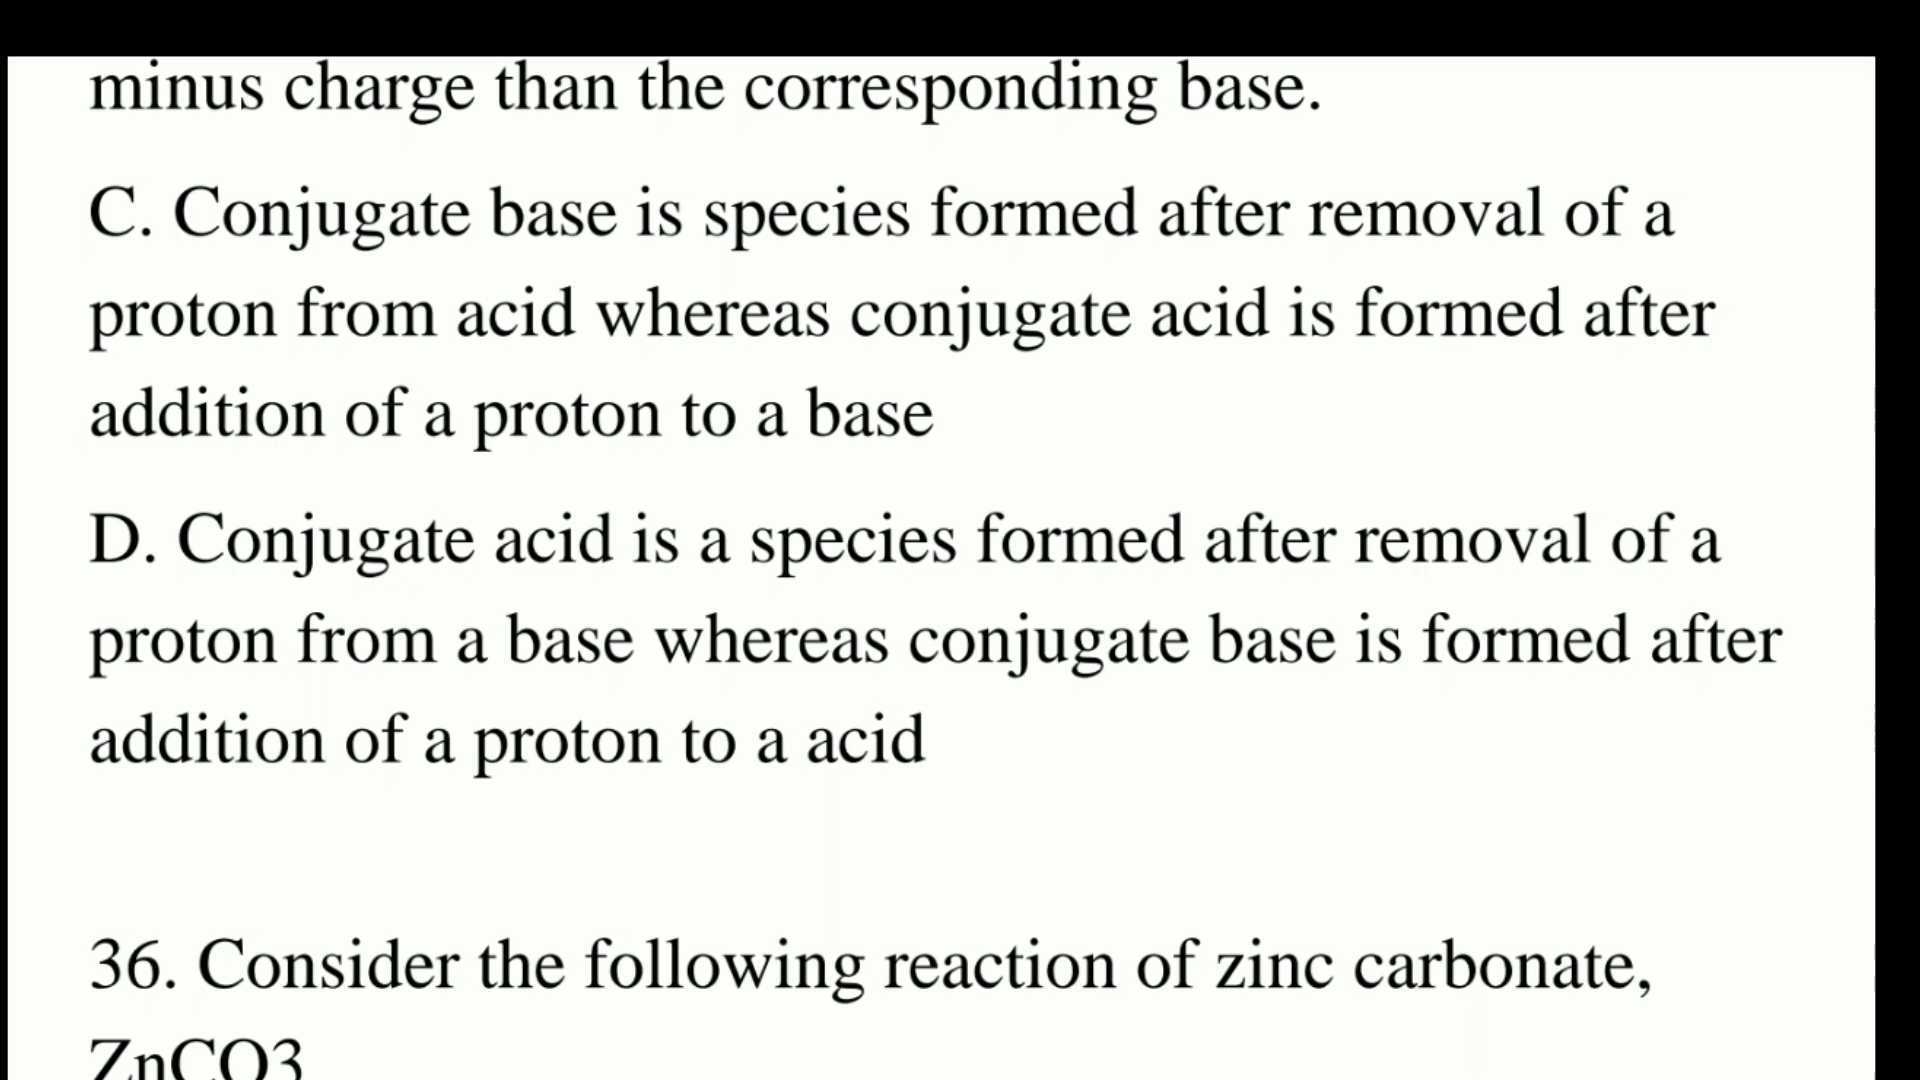 minus charge than the corresponding base.
C. Conjugate base is species formed after removal of a
proton from acid whereas conjugate acid is formed after
addition of a proton to a base
D. Conjugate acid is a species formed after removal of a
proton from a base whereas conjugate base is formed after
addition of a proton to a acid
36. Consider the following reaction of zinc carbonate,
ZnCO3